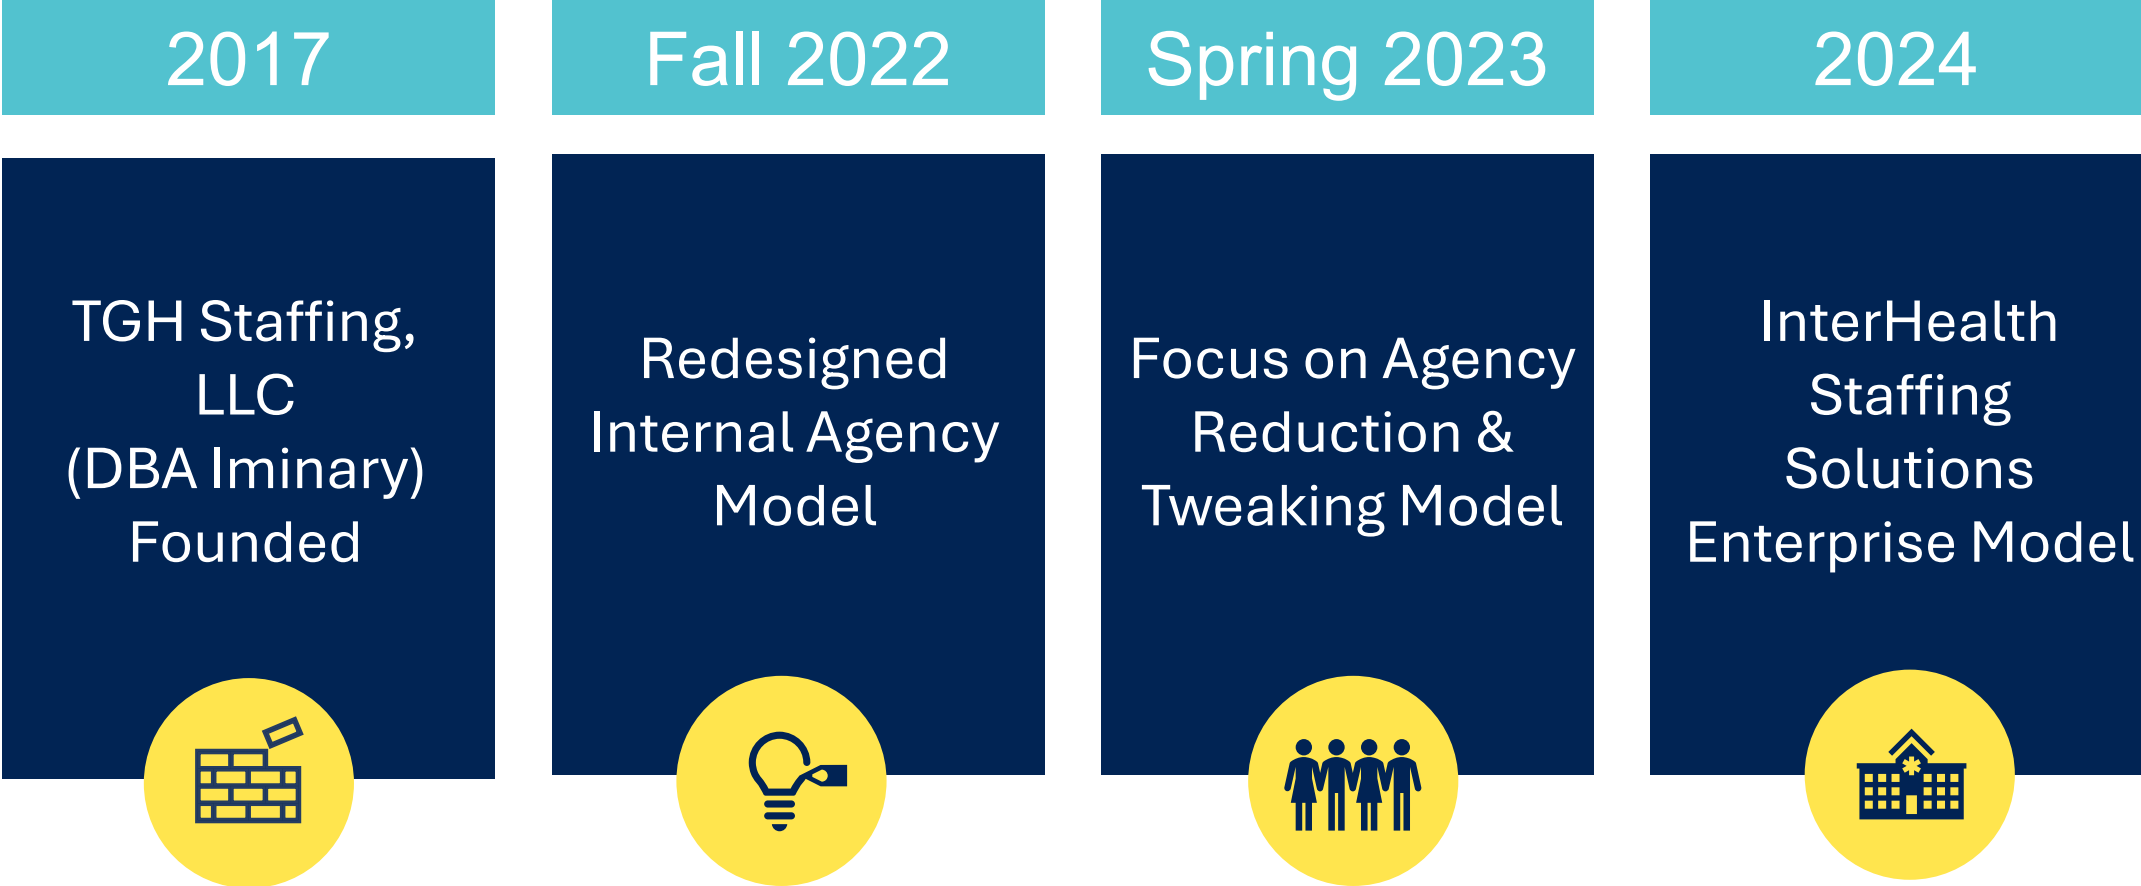 2017
TGH Staffing,
LLC
(DBA Iminary)
Founded
Fall 2022
Redesigned
Internal Agency
Model
Spring 2023
Focus on Agency
Reduction &
Tweaking Model
2024
InterHealth
Staffing
Solutions
Enterprise Model